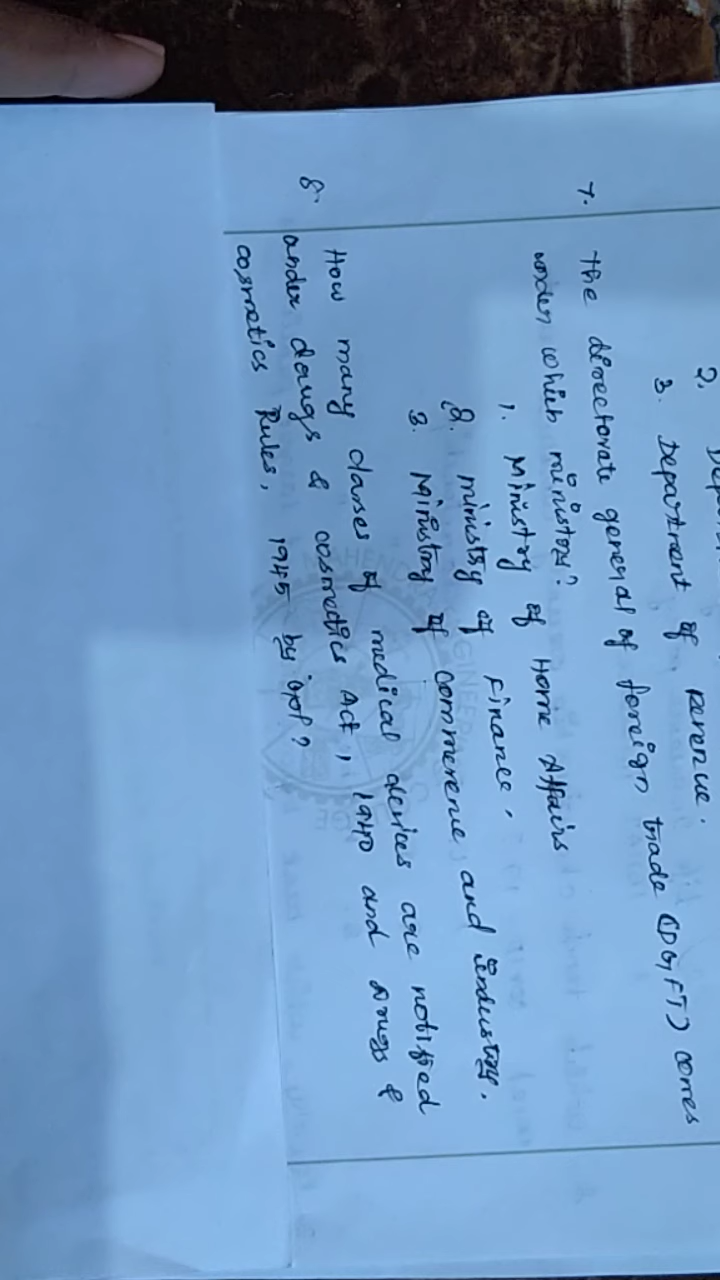 2.
3. Department of revenue.
7. The directorate general of foreign trade (DGFT) comes
under which ministry?
1. Ministry of Home Affairs
2. ministry of Finance.
3. Ministry of commerence and industry.
8. How many classes of medical devices are notified
under drugs & cosmetics Act, 1940 and Drugs &
cosmetics Rules, 1945 by